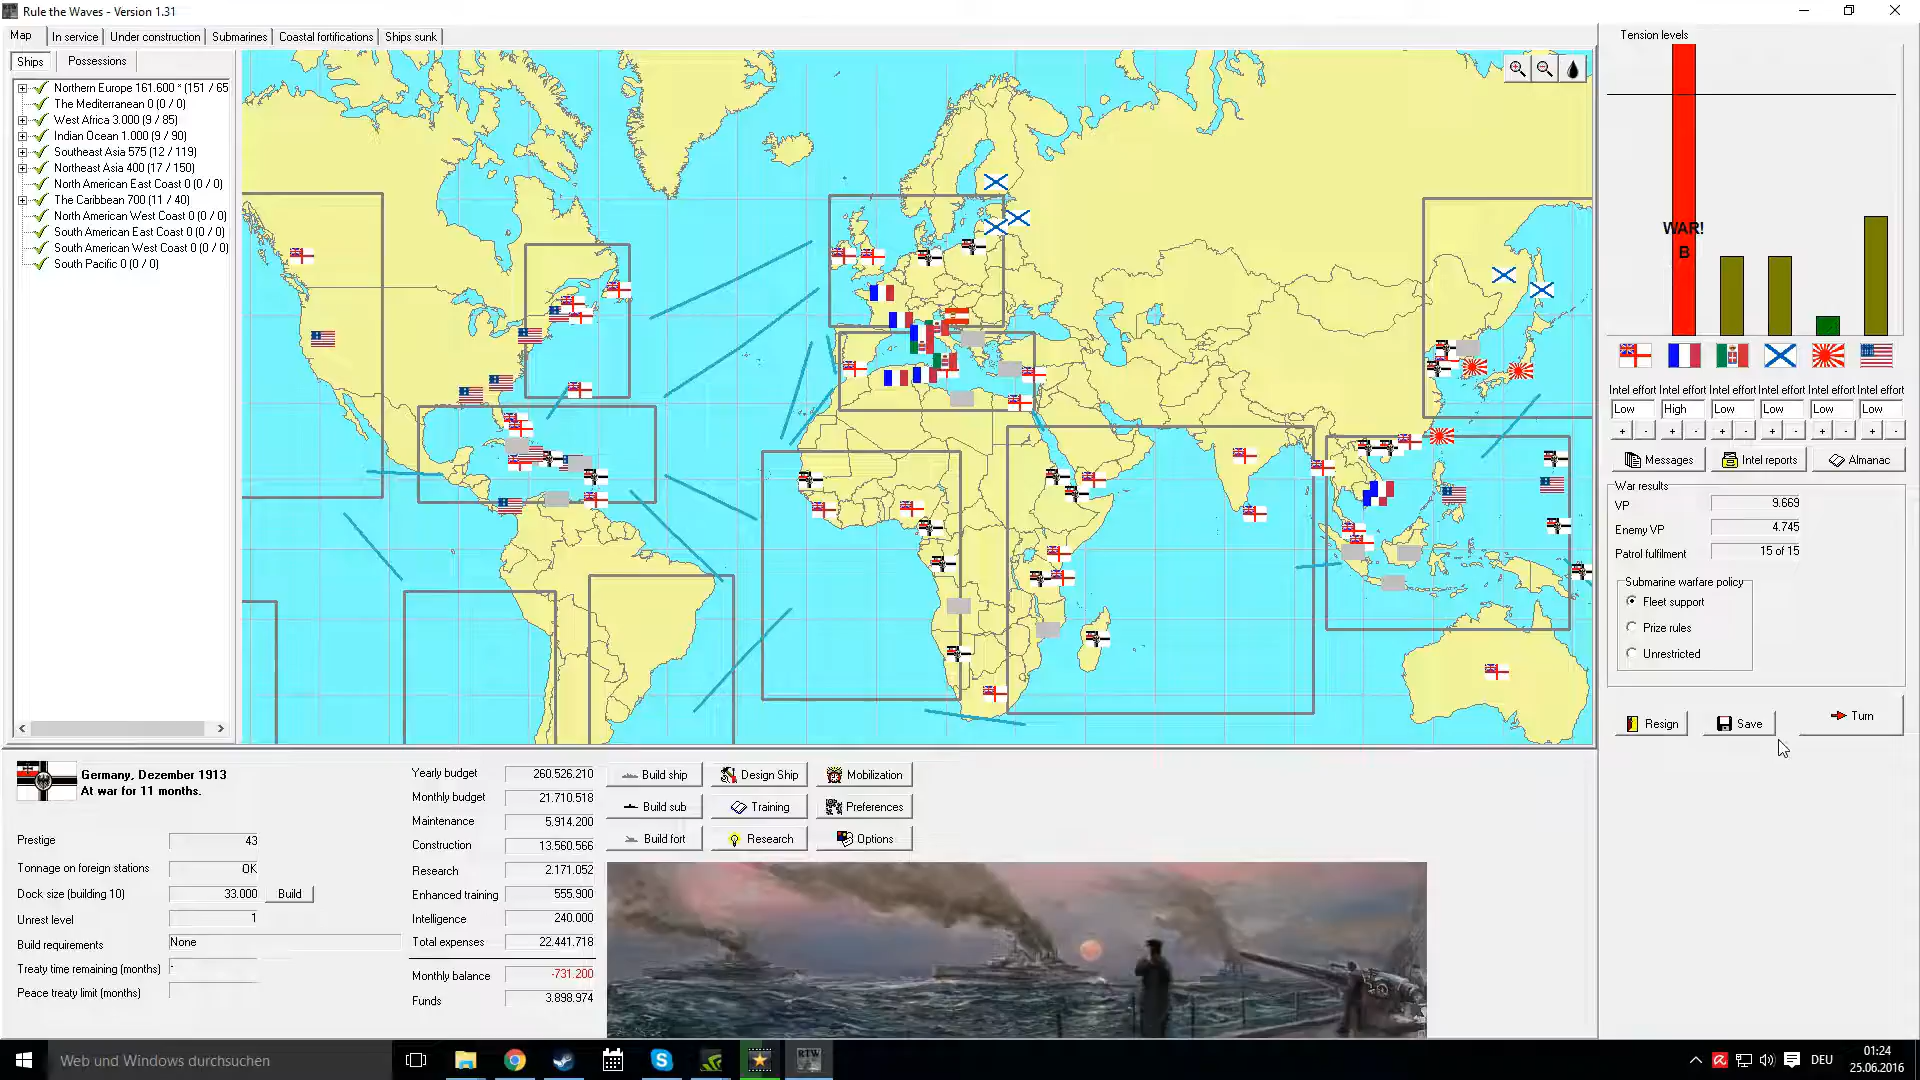 Rule the Waves - Version 1.31
Map In service Under construction Submarines Coastal fortifications Ships sunk
Ships Possessions
Northern Europe 161.600 * (151 / 65
The Mediterranean 0 (0 / 0)
West Africa 3.000 (9 / 85)
Indian Ocean 1.000 (9 / 90)
Southeast Asia 575 (12 / 119)
Northeast Asia 400 (17 / 150)
North American East Coast 0 (0 / 0)
The Caribbean 700 (11 / 40)
North American West Coast 0 (0 / 0)
South American East Coast 0 (0 / 0)
South American West Coast 0 (0 / 0)
South Pacific 0 (0 / 0)
Tension levels
WAR!
B
Intel effort Intel effort Intel effort Intel effort Intel effort Intel effort
Low High Low Low Low Low
+ - + - + - + - + - + -
Messages Intel reports Almanac
War results
VP 9.669
Enemy VP 4.745
Patrol fulfilment 15 of 15
Submarine warfare policy
Fleet support
Prize rules
Unrestricted
Resign Save Turn
Germany, Dezember 1913
At war for 11 months.
Prestige 43
Tonnage on foreign stations OK
Dock size (building 10) 33.000 Build
Unrest level 1
Build requirements None
Treaty time remaining (months) -
Peace treaty limit (months)
Yearly budget 260.526.210
Monthly budget 21.710.518
Maintenance 5.914.200
Construction 13.560.566
Research 2.171.052
Enhanced training 555.900
Intelligence 240.000
Total expenses 22.441.718
Monthly balance -731.200
Funds 3.898.974
Build ship Design Ship Mobilization
Build sub Training Preferences
Build fort Research Options
Web und Windows durchsuchen
RTW
DEU
01:24
25.06.2016